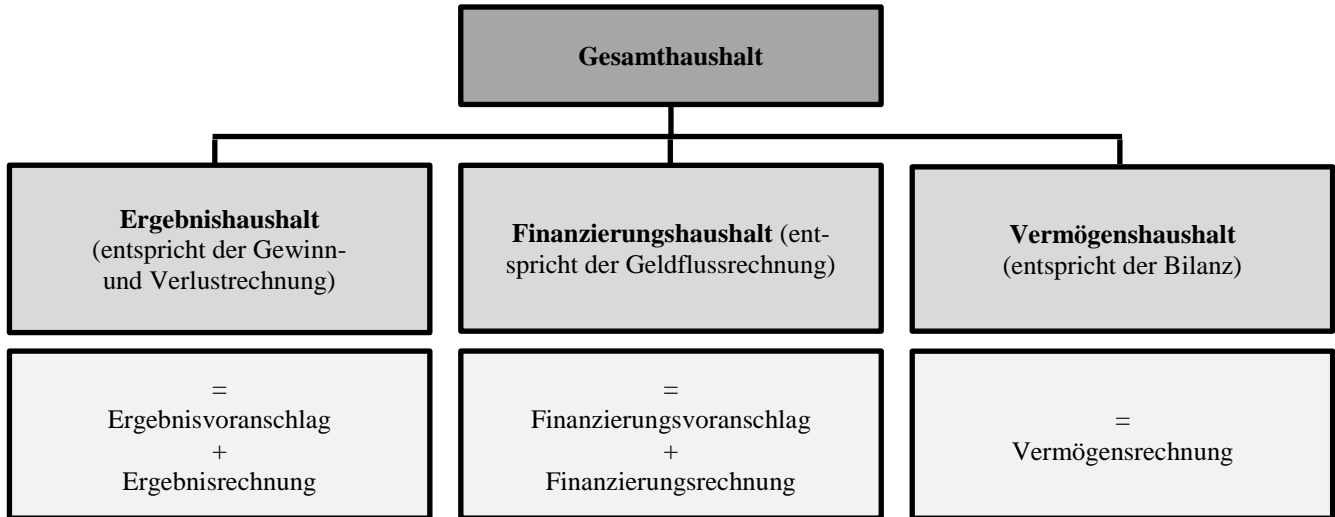 Gesamthaushalt
Ergebnishaushalt
(entspricht der Gewinn-
und Verlustrechnung)
Finanzierungshaushalt (ent-
spricht der Geldflussrechnung)
Vermögenshaushalt
(entspricht der Bilanz)
=
Ergebnisvoranschlag
+
Ergebnisrechnung
=
Finanzierungsvoranschlag
+
Finanzierungsrechnung
=
Vermögensrechnung